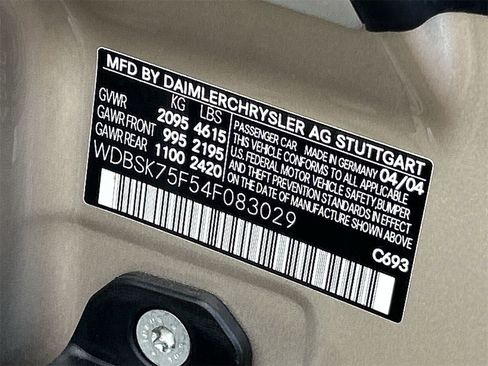 MFD BY DAIMLERCHRYSLER AG STUTTGART
KG LBS
GVWR 2095 4615
GAWR FRONT 995 2195
GAWR REAR 1100 2420
PASSENGER CAR MADE IN GERMANY 04/04
THIS VEHICLE CONFORMS TO ALL APPLICABLE
U.S. FEDERAL MOTOR VEHICLE SAFETY, BUMPER
AND THEFT PREVENTION STANDARDS IN EFFECT
ON THE DATE OF MANUFACTURE SHOWN ABOVE
WDBSK75F54F083029
C693